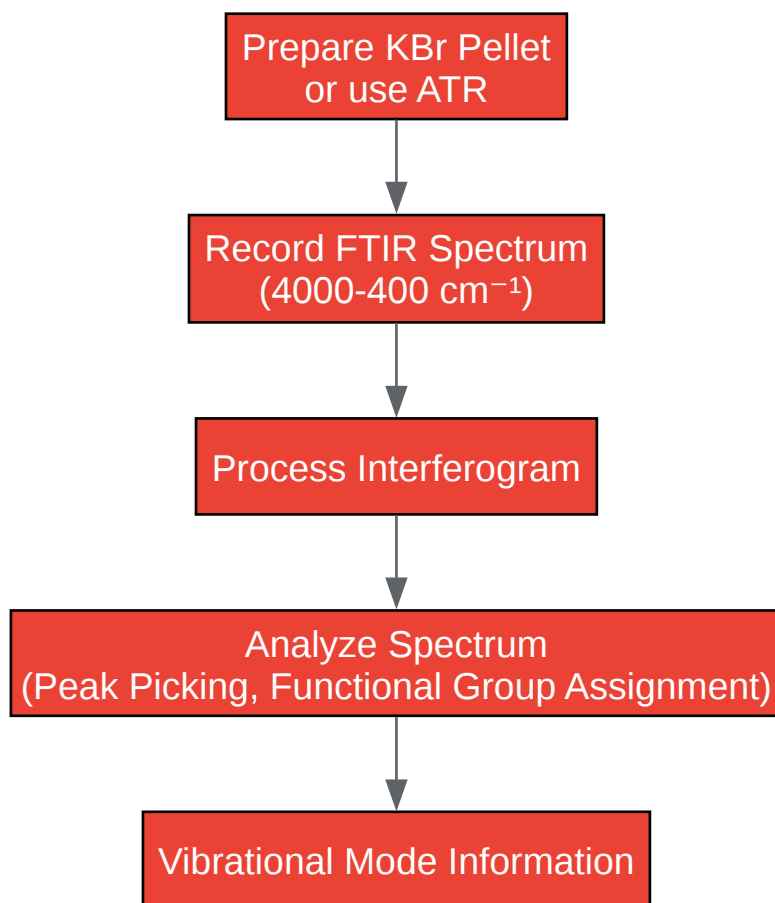 Prepare KBr Pellet
or use ATR
Record FTIR Spectrum
(4000-400 cm⁻¹)
Process Interferogram
Analyze Spectrum
(Peak Picking, Functional Group Assignment)
Vibrational Mode Information